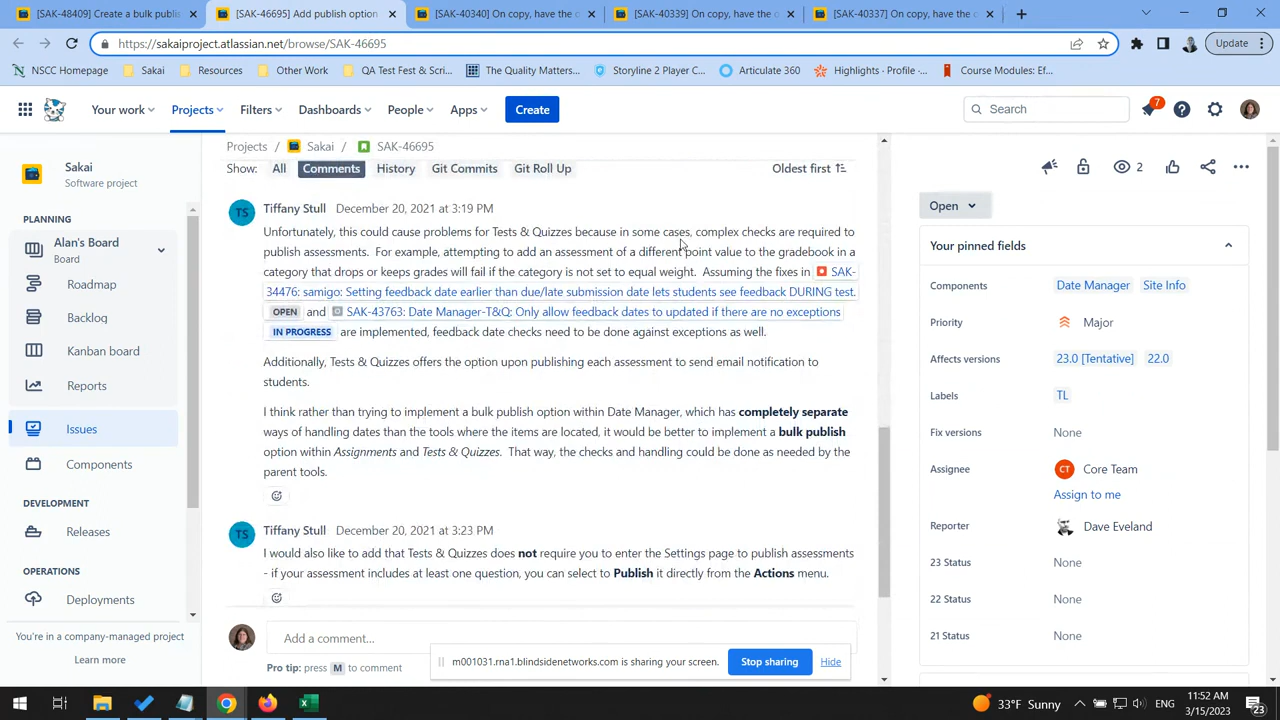 [SAK-48409] Create a bulk publis
[SAK-46695] Add publish option
[SAK-40340] On copy, have the c
[SAK-40339] On copy, have the c
[SAK-40337] On copy, have the c
https://sakaiproject.atlassian.net/browse/SAK-46695
Update
NSCC Homepage
Sakai
Resources
Other Work
QA Test Fest & Scri...
The Quality Matters...
Storyline 2 Player C...
Articulate 360
Highlights · Profile ·...
Course Modules: Ef...
Your work
Projects
Filters
Dashboards
People
Apps
Create
Search
7
Sakai
Software project
PLANNING
Alan's Board
Board
Roadmap
Backlog
Kanban board
Reports
Issues
Components
DEVELOPMENT
Releases
OPERATIONS
Deployments
You're in a company-managed project
Learn more
Projects / Sakai / SAK-46695
Show: All Comments History Git Commits Git Roll Up
Oldest first
TS
Tiffany Stull December 20, 2021 at 3:19 PM
Unfortunately, this could cause problems for Tests & Quizzes because in some cases, complex checks are required to
publish assessments. For example, attempting to add an assessment of a different point value to the gradebook in a
category that drops or keeps grades will fail if the category is not set to equal weight. Assuming the fixes in SAK-
34476: samigo: Setting feedback date earlier than due/late submission date lets students see feedback DURING test.
OPEN and SAK-43763: Date Manager-T&Q: Only allow feedback dates to updated if there are no exceptions
IN PROGRESS are implemented, feedback date checks need to be done against exceptions as well.
Additionally, Tests & Quizzes offers the option upon publishing each assessment to send email notification to
students.
I think rather than trying to implement a bulk publish option within Date Manager, which has completely separate
ways of handling dates than the tools where the items are located, it would be better to implement a bulk publish
option within Assignments and Tests & Quizzes. That way, the checks and handling could be done as needed by the
parent tools.
TS
Tiffany Stull December 20, 2021 at 3:23 PM
I would also like to add that Tests & Quizzes does not require you to enter the Settings page to publish assessments
- if your assessment includes at least one question, you can select to Publish it directly from the Actions menu.
Add a comment...
Pro tip: press M to comment
m001031.rna1.blindsidenetworks.com is sharing your screen.
Stop sharing
Hide
2
Open
Your pinned fields
Components Date Manager Site Info
Priority Major
Affects versions 23.0 [Tentative] 22.0
Labels TL
Fix versions None
Assignee CT Core Team
Assign to me
Reporter Dave Eveland
23 Status None
22 Status None
21 Status None
33°F Sunny
ENG
11:52 AM
3/15/2023
23